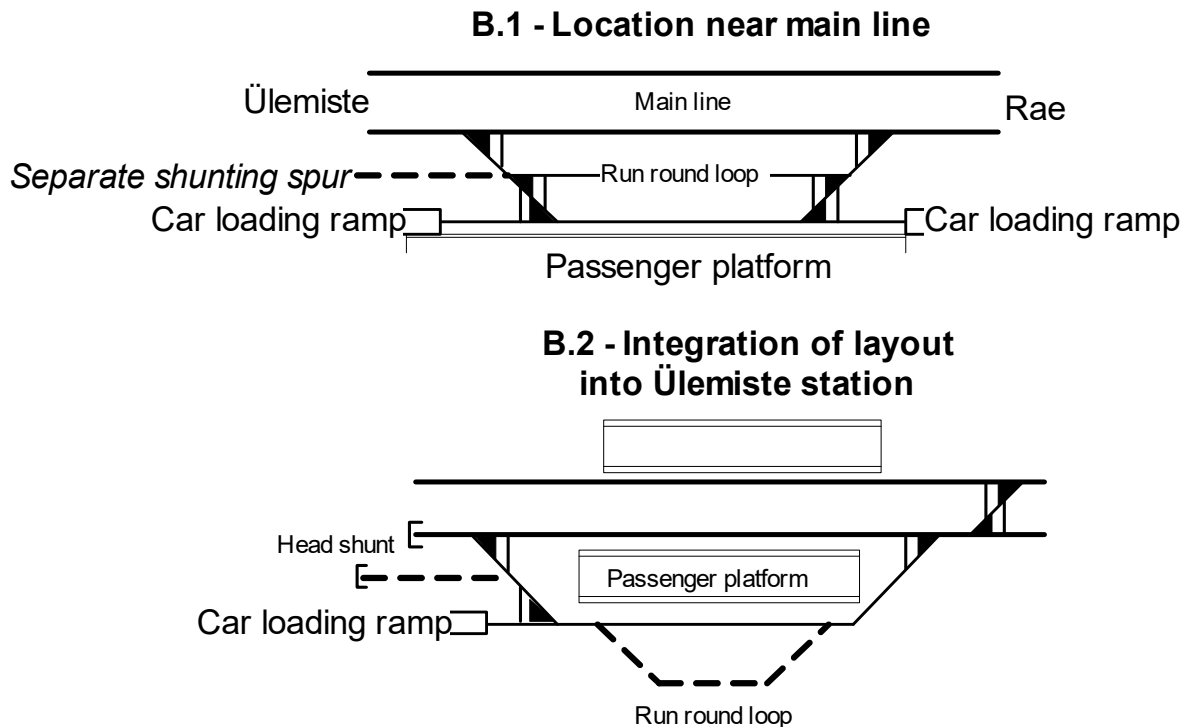 B.1 - Location near main line
Ülemiste
Main line
Rae
Separate shunting spur
Run round loop
Car loading ramp
Car loading ramp
Passenger platform
B.2 - Integration of layout
into Ülemiste station
Head shunt
Passenger platform
Car loading ramp
Run round loop